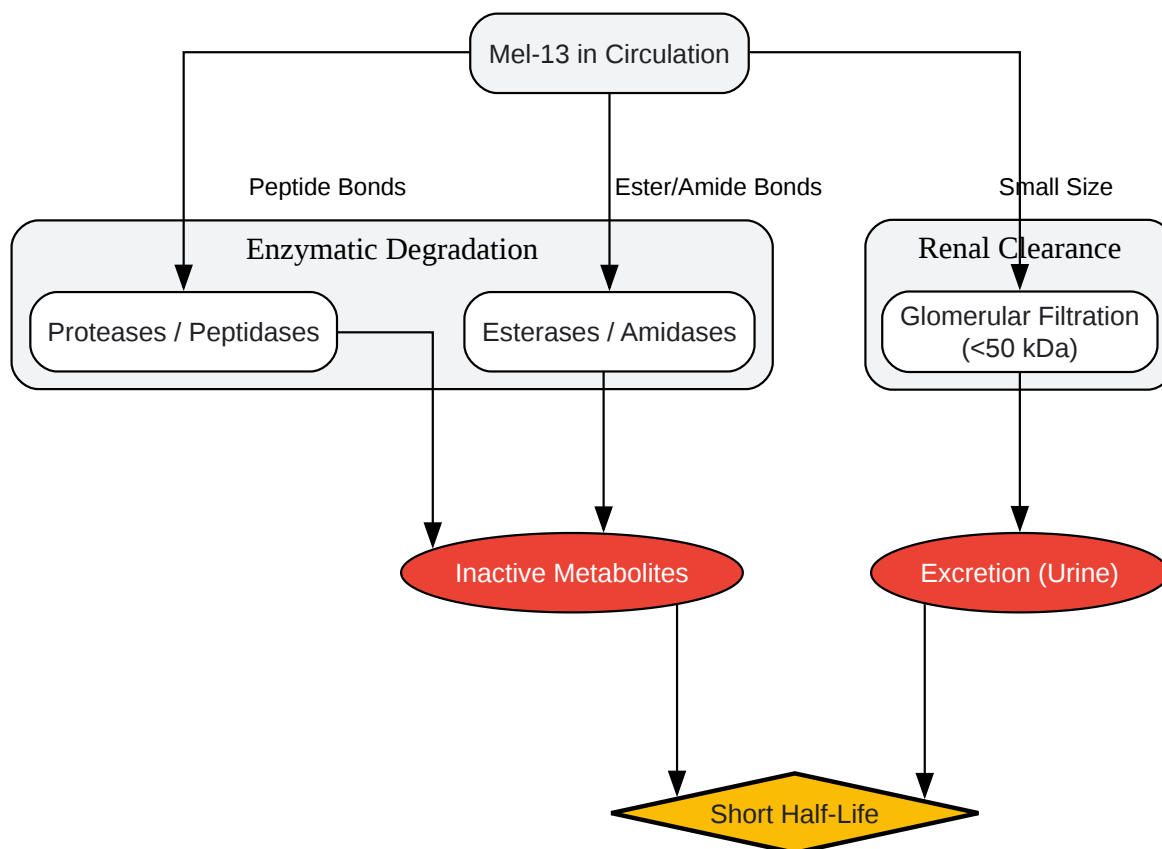 Mel-13 in Circulation
Peptide Bonds
Ester/Amide Bonds
Small Size
Enzymatic Degradation
Renal Clearance
Proteases / Peptidases
Esterases / Amidases
Glomerular Filtration
(<50 kDa)
Inactive Metabolites
Excretion (Urine)
Short Half-Life